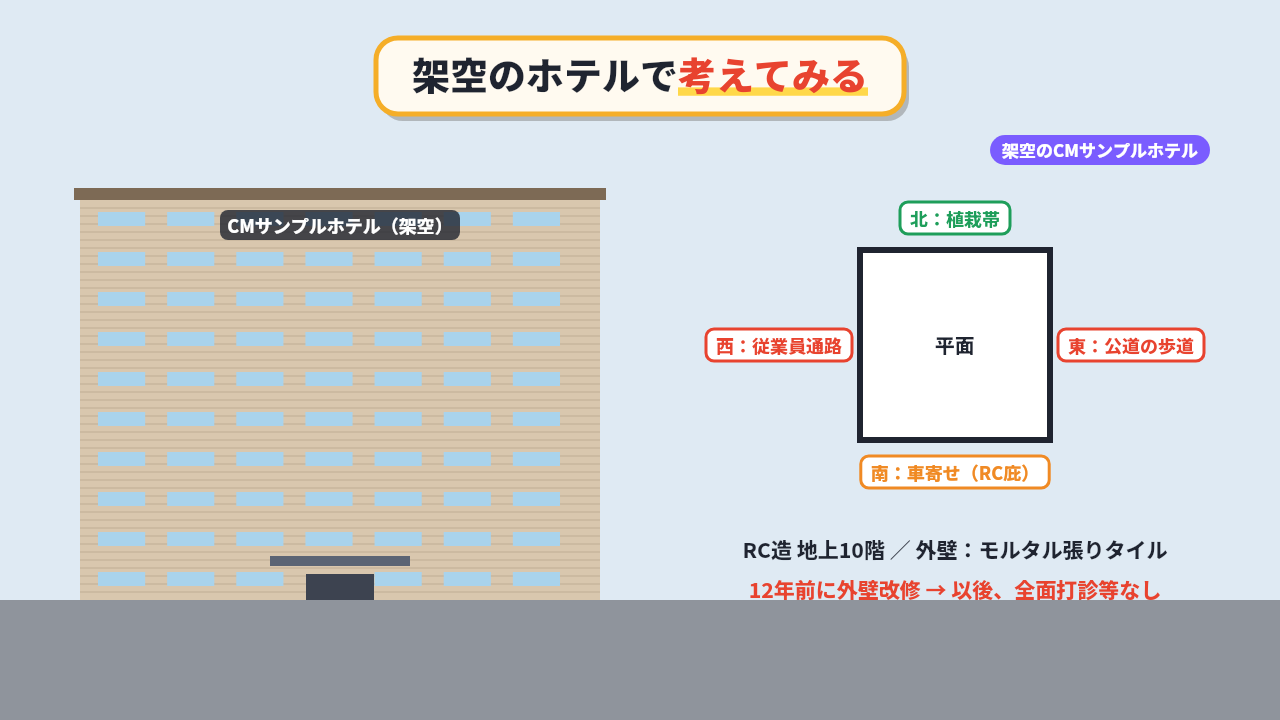 架空のホテルで考えてみる
架空のCMサンプルホテル
CMサンプルホテル（架空）
北：植栽帯
西：従業員通路
平面
東：公道の歩道
南：車寄せ（RC庇）
RC造 地上10階 ／ 外壁：モルタル張りタイル
12年前に外壁改修 → 以後、全面打診等なし